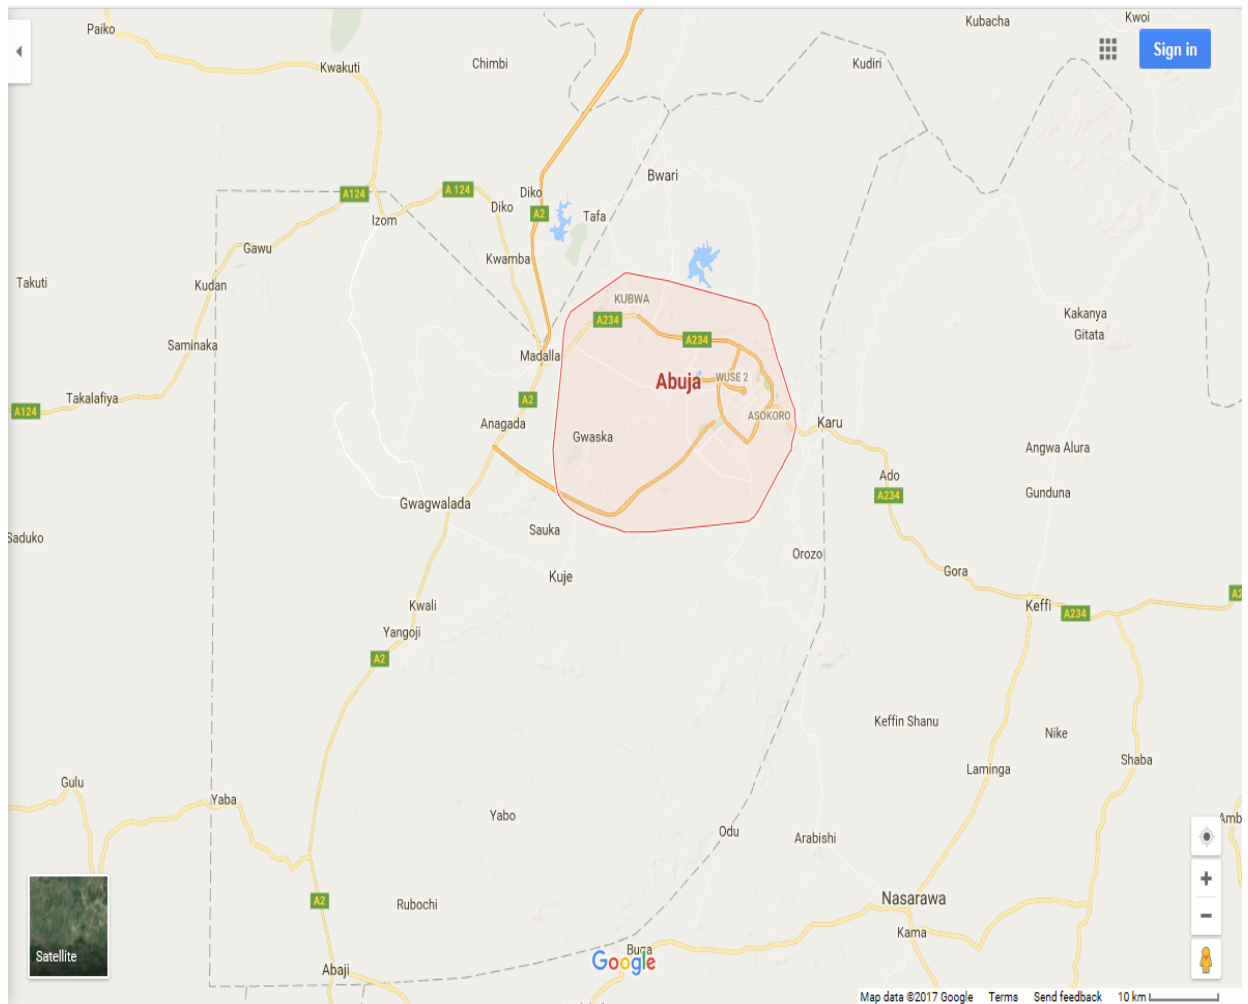 Kubacha
Kwoi
Paiko
Sign in
Kwakuti
Chimbi
Kudiri
Bwari
A124
A 124
Diko
Diko
A2
Tafa
Izom
Gawu
Kwamba
Takuti
Kudan
KUBWA
Kakanya
Gitata
A234
A234
Saminaka
Madalla
Abuja
WUSE 2
Takalafiya
A124
A2
ASOKORO
Anagada
Karu
Gwaska
Angwa Alura
Ado
A234
Gunduna
Gwagwalada
Sauka
Saduko
Orozo
Kuje
Gora
A2
Kwali
Keffi
A234
Yangoji
A2
Keffin Shanu
Nike
Shaba
Laminga
Gulu
Yaba
Yabo
Odu
Arabishi
Amb
A2
Rubochi
Nasarawa
Kama
Satellite
Buga
Google
Abaji
Map data ©2017 Google Terms Send feedback 10 km